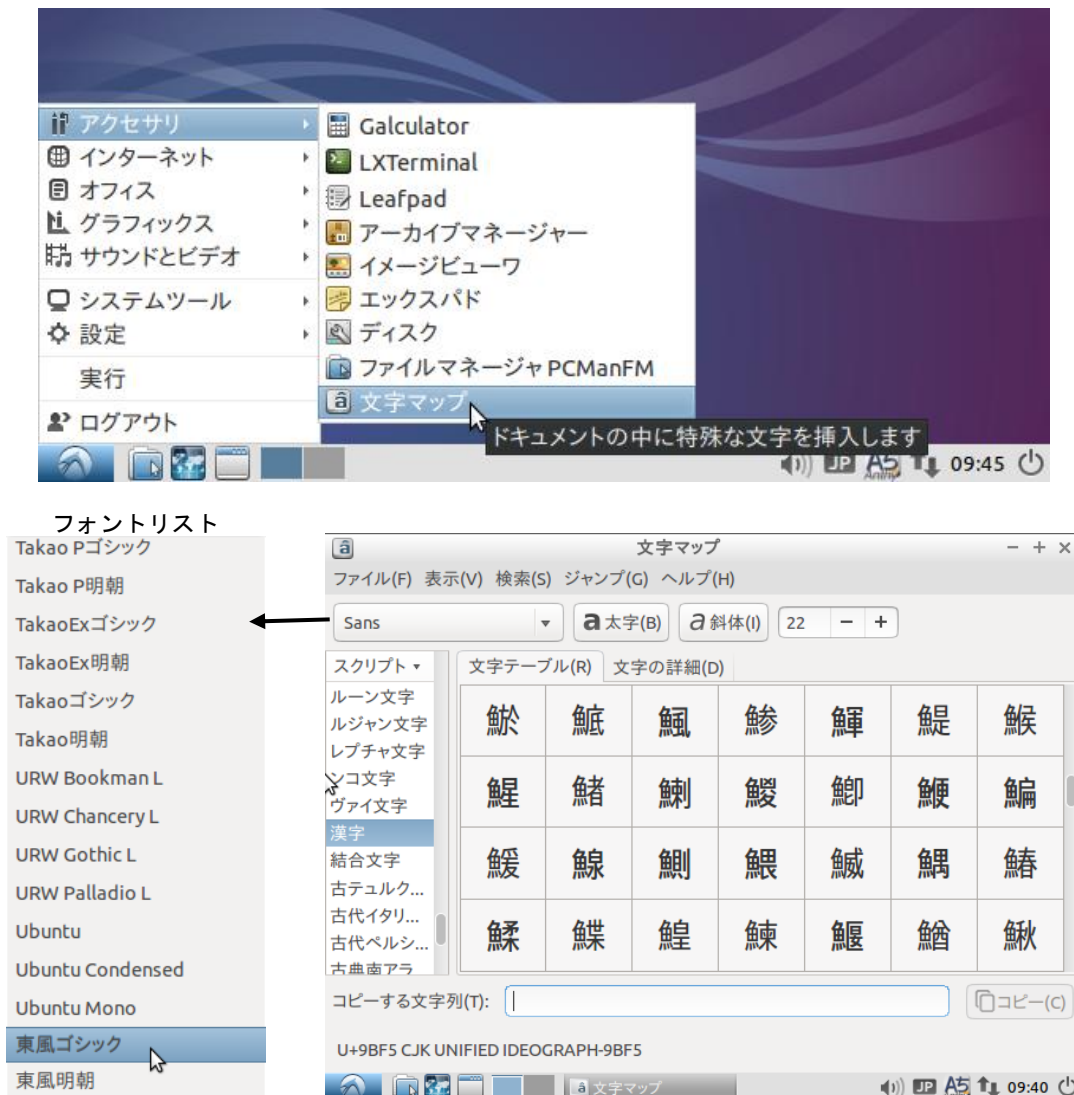 アクセサリ
インターネット
オフィス
グラフィックス
サウンドとビデオ
システムツール
設定
実行
ログアウト
Galculator
LXTerminal
Leafpad
アーカイブマネージャー
イメージビューワ
エックスパド
ディスク
ファイルマネージャ PCManFM
文字マップ
ドキュメントの中に特殊な文字を挿入します
JP 09:45
フォントリスト
Takao Pゴシック
Takao P明朝
TakaoExゴシック
TakaoEx明朝
Takaoゴシック
Takao明朝
URW Bookman L
URW Chancery L
URW Gothic L
URW Palladio L
Ubuntu
Ubuntu Condensed
Ubuntu Mono
東風ゴシック
東風明朝
文字マップ
ファイル(F) 表示(V) 検索(S) ジャンプ(G) ヘルプ(H)
Sans a 太字(B) a 斜体(I) 22 − +
スクリプト
ルーン文字
ルジャン文字
レプチャ文字
ンコ文字
ヴァイ文字
漢字
結合文字
古テュルク...
古代イタリ...
古代ペルシ...
古典南アラ
文字テーブル(R) 文字の詳細(D)
鯲 鯳 鯴 鯵 鯶 鯷 鯸
鯹 鯺 鯻 鯼 鯽 鯾 鯿
鰀 鰁 鰂 鰃 鰄 鰅 鰆
鰇 鰈 鰉 鰊 鰋 鰌 鰍
コピーする文字列(T): コピー(C)
U+9BF5 CJK UNIFIED IDEOGRAPH-9BF5
文字マップ JP 09:40